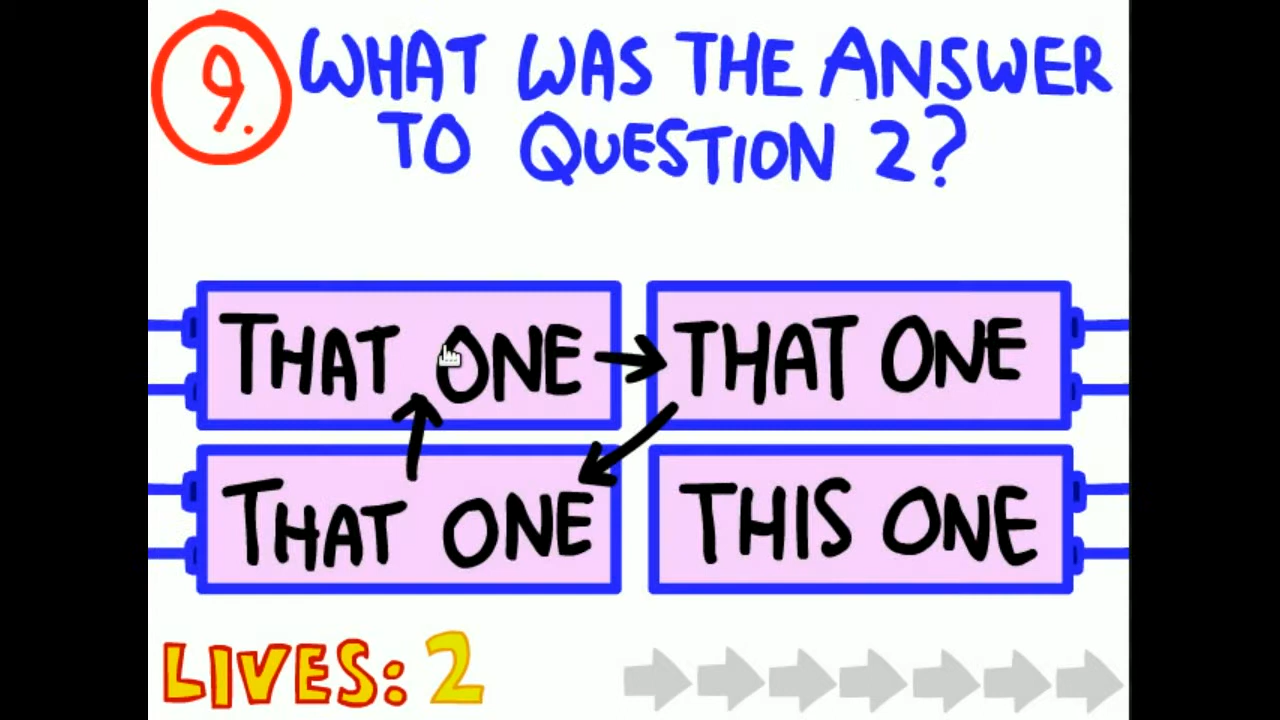 9. WHAT WAS THE ANSWER
TO QUESTION 2?
THAT ONE THAT ONE
THAT ONE THIS ONE
LIVES: 2